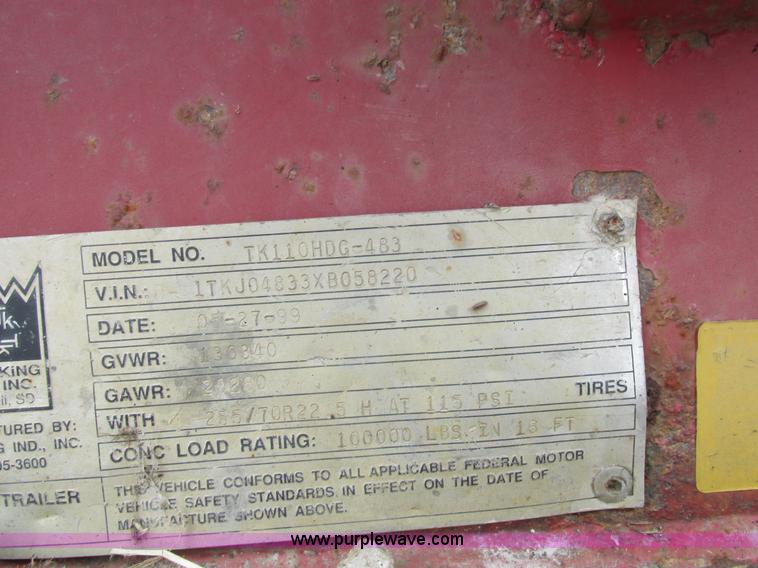 MODEL NO. TK110HDG-483
V.I.N.: 1TKJ04833XB058220
DATE: -27-99
GVWR: 136840
GAWR:
WITH 255/70R22.5 H AT 115 PSI TIRES
CONC LOAD RATING: 100000 LBS IN 16 FT
KING
INC.
SD
TURED BY:
G IND., INC.
05-3600
TRAILER
THIS VEHICLE CONFORMS TO ALL APPLICABLE FEDERAL MOTOR
VEHICLE SAFETY STANDARDS IN EFFECT ON THE DATE OF
MANUFACTURE SHOWN ABOVE.
www.purplewave.com